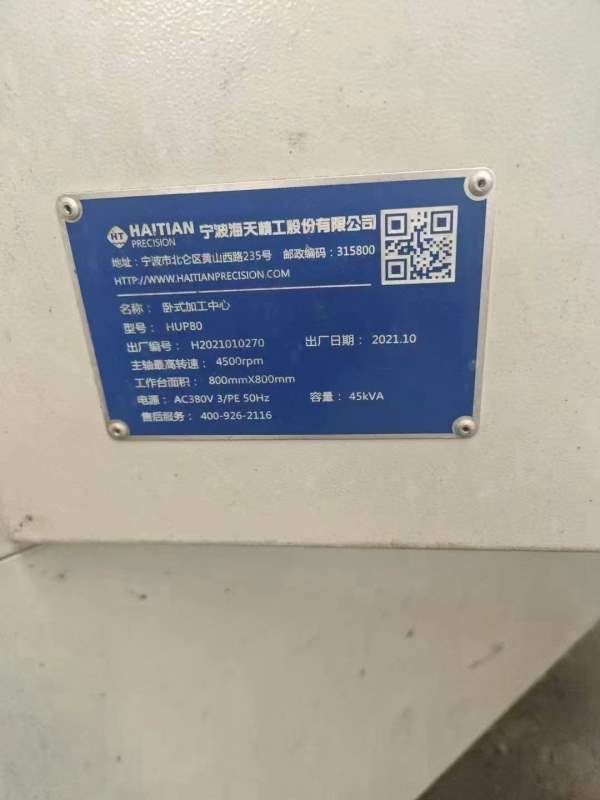 HT HAITIAN PRECISION 宁波海天精工股份有限公司
地址：宁波市北仑区黄山西路235号 邮政编码：315800
HTTP://WWW.HAITIANPRECISION.COM
名称： 卧式加工中心
型号： HUP80
出厂编号： H2021010270 出厂日期： 2021.10
主轴最高转速： 4500rpm
工作台面积： 800mmX800mm
电源： AC380V 3/PE 50Hz 容量： 45kVA
售后服务： 400-926-2116